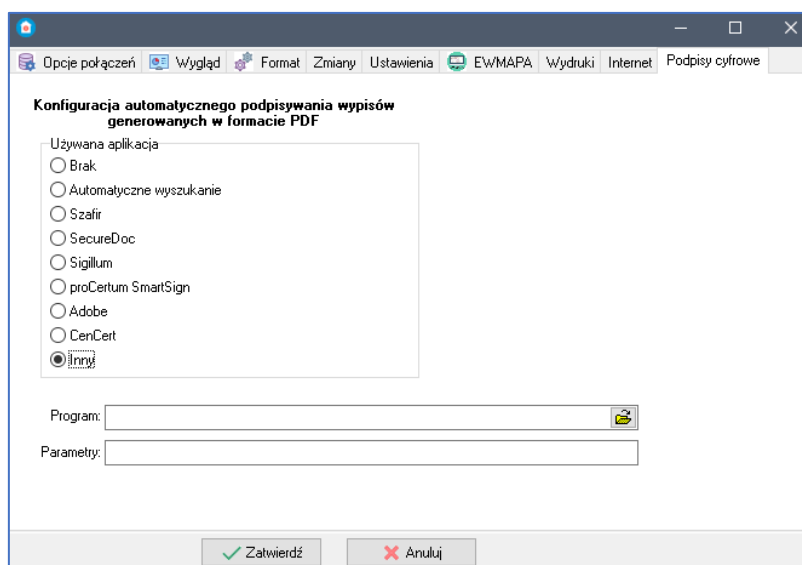 Opcje połączeń Wygląd Format Zmiany Ustawienia EWMAPA Wydruki Internet Podpisy cyfrowe
Konfiguracja automatycznego podpisywania wypisów
generowanych w formacie PDF
Używana aplikacja
Brak
Automatyczne wyszukanie
Szafir
SecureDoc
Sigillum
proCertum SmartSign
Adobe
CenCert
Inny
Program:
Parametry:
Zatwierdź Anuluj